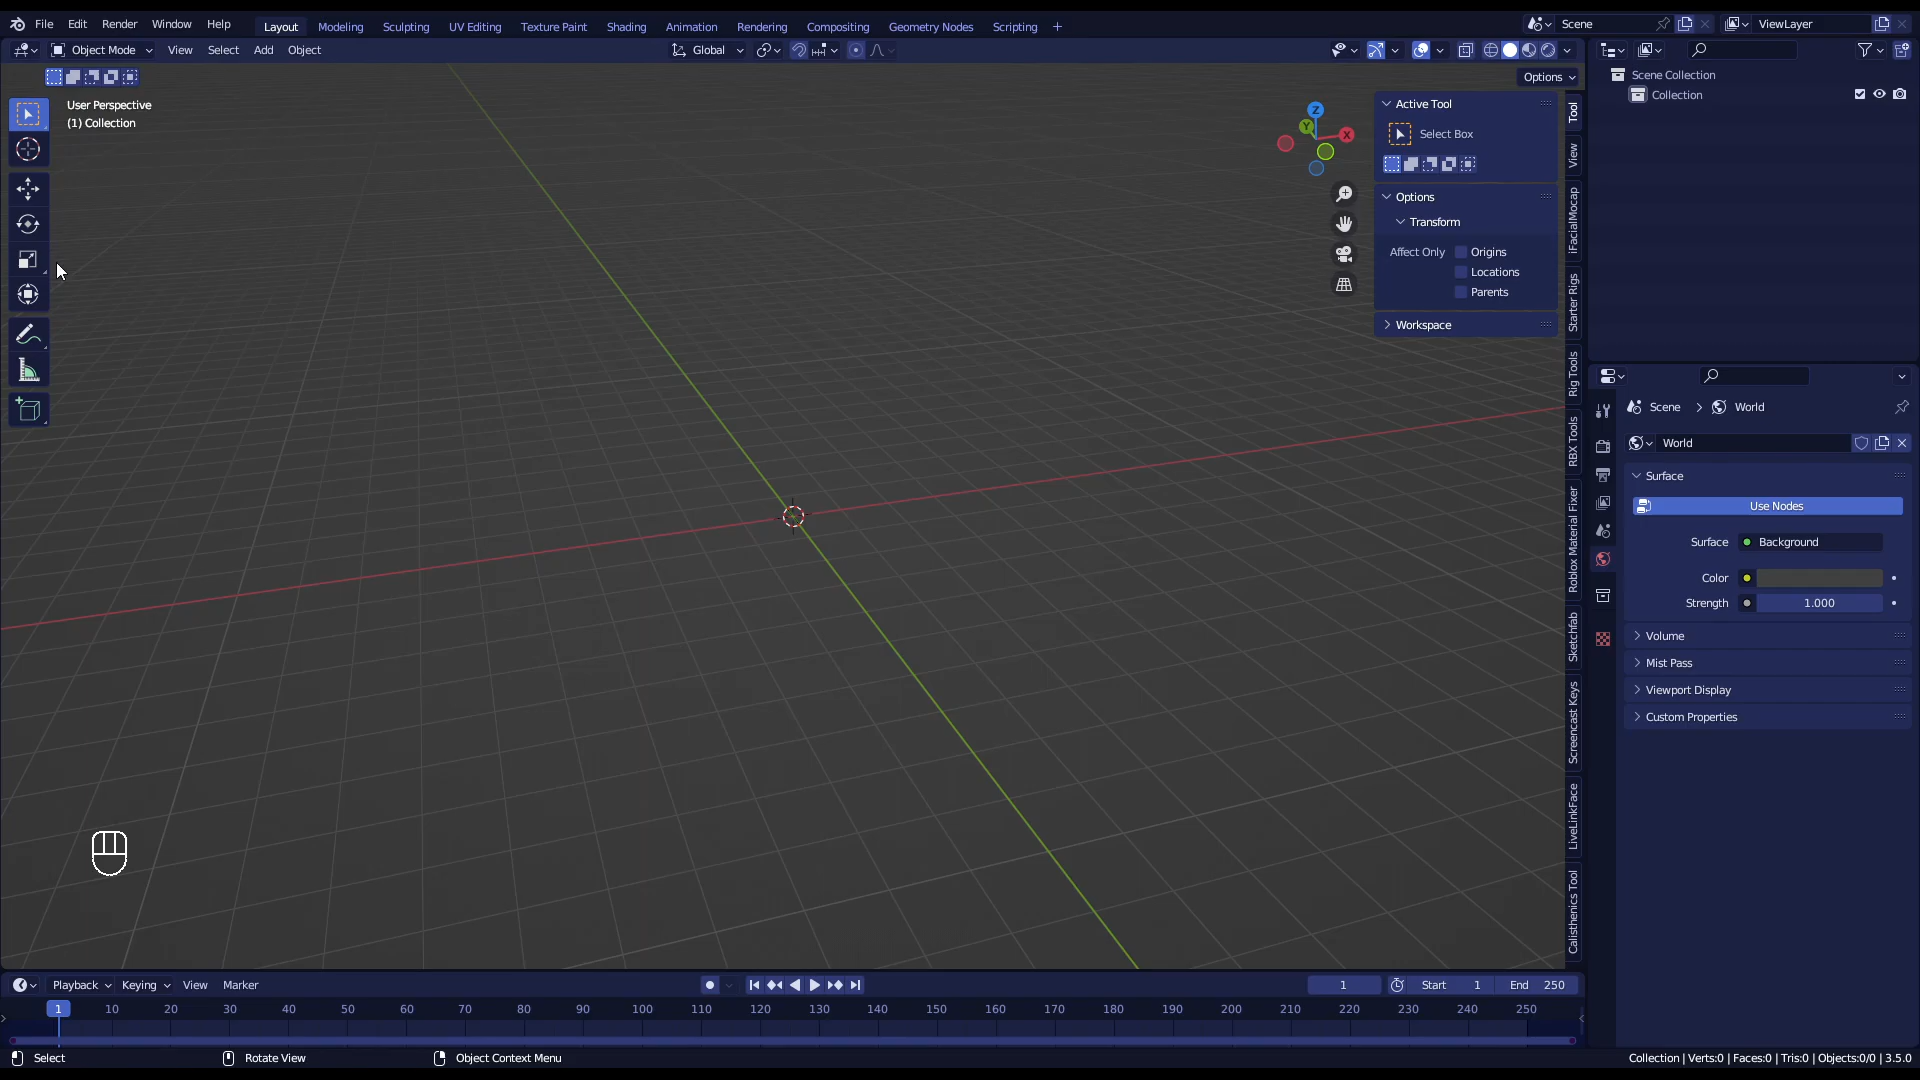 File Edit Render Window Help Layout Modeling Sculpting UV Editing Texture Paint Shading Animation Rendering Compositing Geometry Nodes Scripting + Scene ViewLayer
Object Mode View Select Add Object Global
Options
User Perspective
(1) Collection
Z
Y
X
Active Tool
Select Box
Options
Transform
Affect Only Origins
Locations
Parents
Workspace
Tool
View
iFacialMocap
Starter Rigs
Rig Tools
RBX Tools
Roblox Material Fixer
Sketchfab
Screencast Keys
LiveLinkFace
Calisthenics Tool
Scene Collection
Collection
Scene > World
World
Surface
Use Nodes
Surface Background
Color
Strength 1.000
Volume
Mist Pass
Viewport Display
Custom Properties
Playback Keying View Marker 1 Start 1 End 250
1 10 20 30 40 50 60 70 80 90 100 110 120 130 140 150 160 170 180 190 200 210 220 230 240 250
Select Rotate View Object Context Menu Collection | Verts:0 | Faces:0 | Tris:0 | Objects:0/0 | 3.5.0